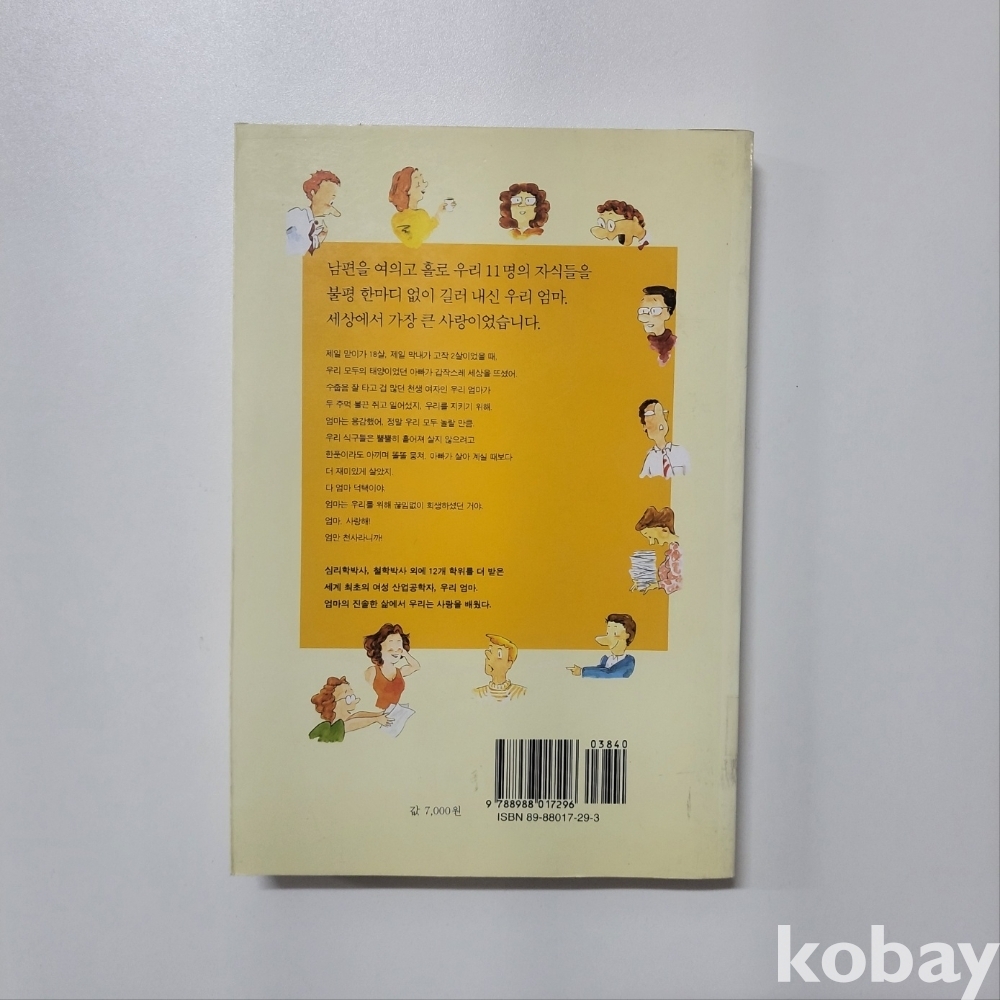 남편을 여의고 홀로 우리 11명의 자식들을
불평 한마디 없이 길러 내신 우리 엄마.
세상에서 가장 큰 사랑이었습니다.
제일 맏이가 18살, 제일 막내가 고작 2살이었을 때,
우리 모두의 태양이었던 아빠가 갑작스레 세상을 뜨셨어.
수줍음 잘 타고 겁 많던 천생 여자인 우리 엄마가
두 주먹 불끈 쥐고 일어섰지, 우리를 지키기 위해.
엄마는 용감했어, 정말 우리 모두 놀랄 만큼.
우리 식구들은 뿔뿔히 흩어져 살지 않으려고
한푼이라도 아끼며 똘똘 뭉쳐, 아빠가 살아 계실 때보다
더 재미있게 살았지.
다 엄마 덕택이야.
엄마는 우리를 위해 끊임없이 희생하셨던 거야.
엄마, 사랑해!
엄만 천사라니까!
심리학박사, 철학박사 외에 12개 학위를 더 받은
세계 최초의 여성 산업공학자, 우리 엄마.
엄마의 진솔한 삶에서 우리는 사랑을 배웠다.
03840
9 788988 017296
값 7,000원
ISBN 89-88017-29-3
kobay